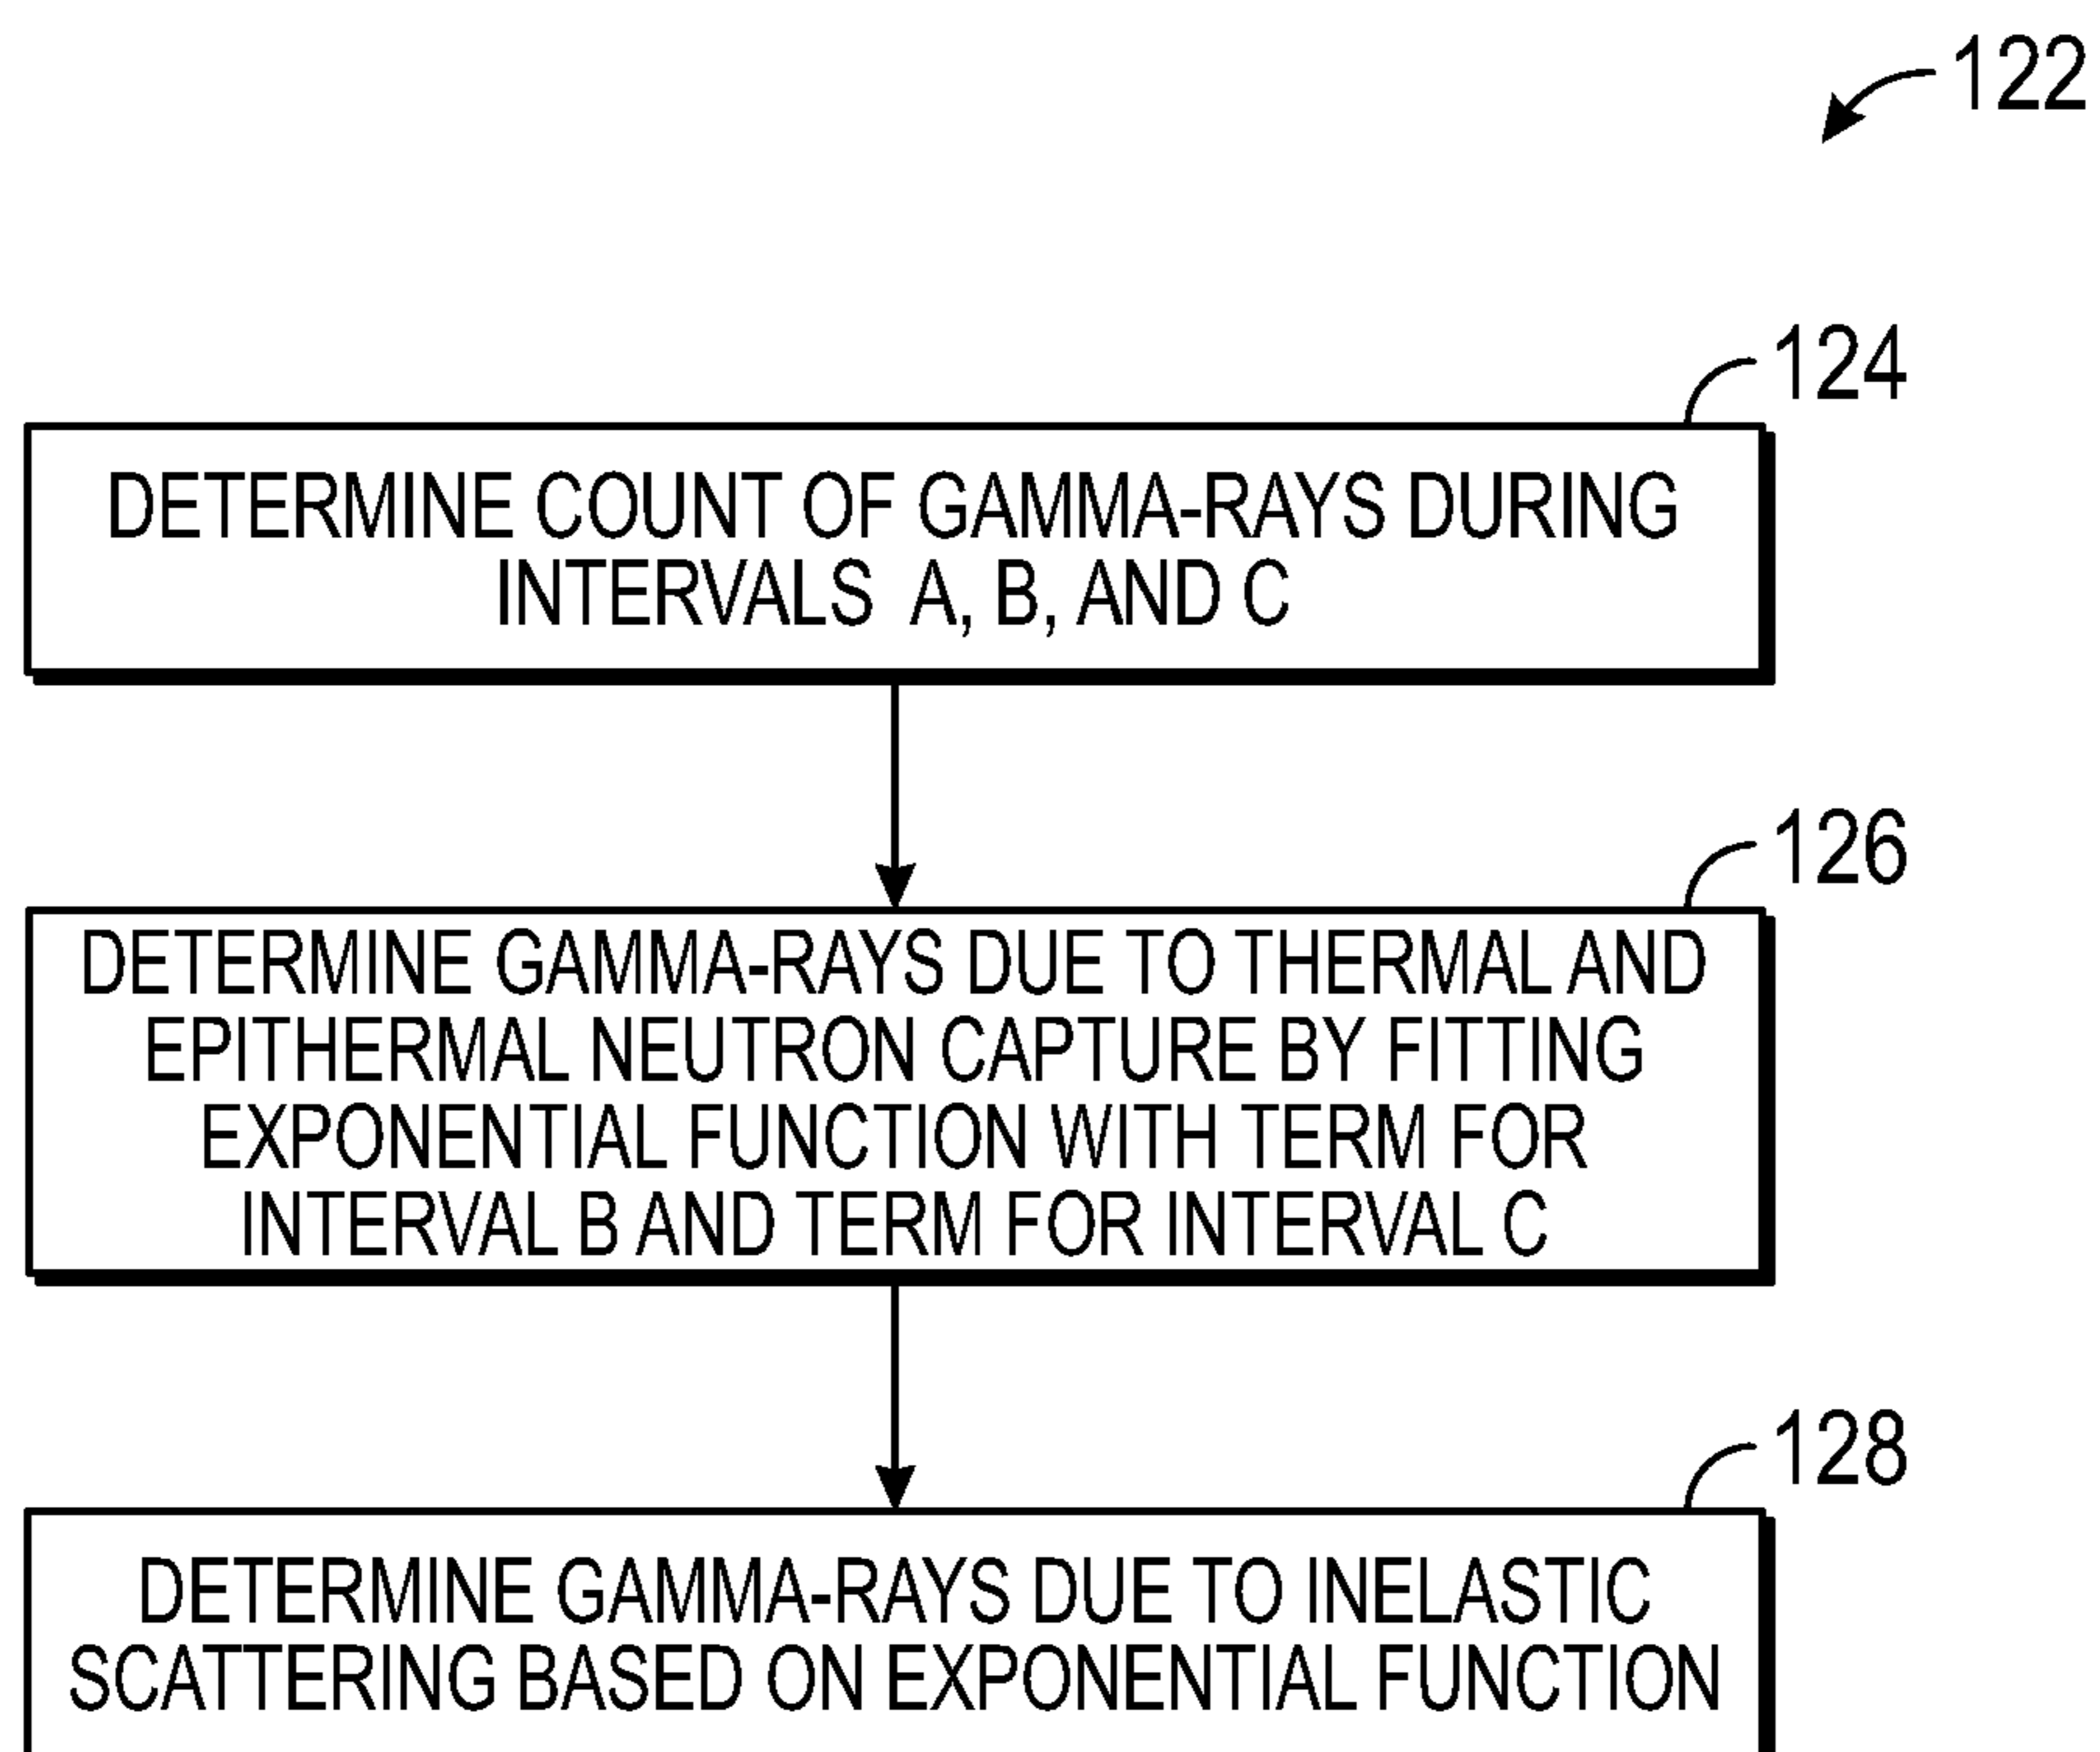 122
124
DETERMINE COUNT OF GAMMA-RAYS DURING
INTERVALS A, B, AND C
126
DETERMINE GAMMA-RAYS DUE TO THERMAL AND
EPITHERMAL NEUTRON CAPTURE BY FITTING
EXPONENTIAL FUNCTION WITH TERM FOR
INTERVAL B AND TERM FOR INTERVAL C
128
DETERMINE GAMMA-RAYS DUE TO INELASTIC
SCATTERING BASED ON EXPONENTIAL FUNCTION